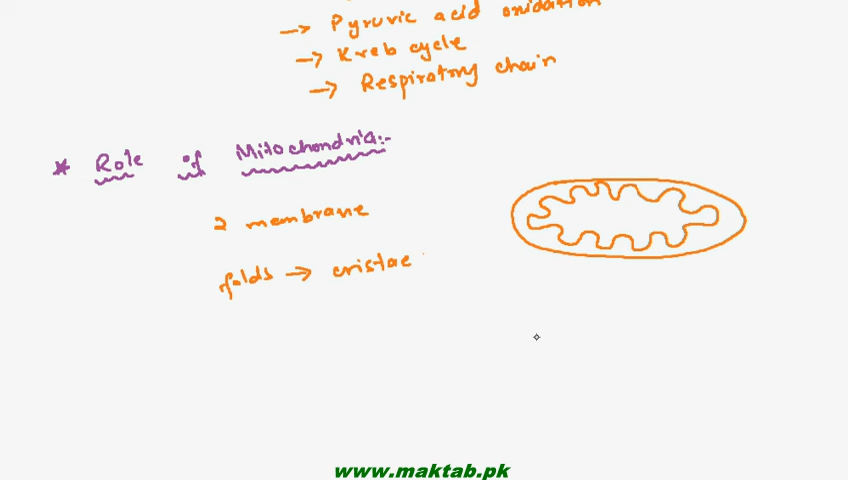 → Pyruvic acid oxidation
→ Kreb cycle
→ Respiratory chain
* Role of Mitochondria:-
2 membrane
folds → cristae
www.maktab.pk